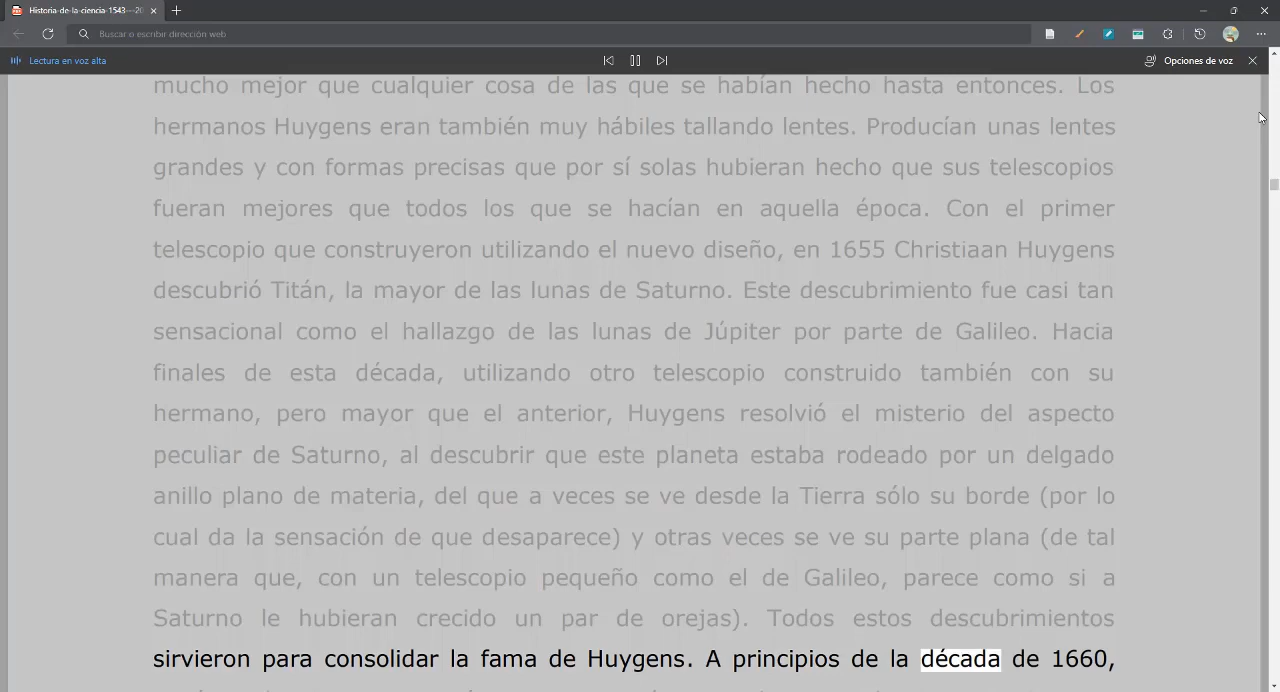 Historia-de-la-ciencia-1543---20
Buscar o escribir dirección web
Lectura en voz alta
Opciones de voz
mucho mejor que cualquier cosa de las que se habían hecho hasta entonces. Los
hermanos Huygens eran también muy hábiles tallando lentes. Producían unas lentes
grandes y con formas precisas que por sí solas hubieran hecho que sus telescopios
fueran mejores que todos los que se hacían en aquella época. Con el primer
telescopio que construyeron utilizando el nuevo diseño, en 1655 Christiaan Huygens
descubrió Titán, la mayor de las lunas de Saturno. Este descubrimiento fue casi tan
sensacional como el hallazgo de las lunas de Júpiter por parte de Galileo. Hacia
finales de esta década, utilizando otro telescopio construido también con su
hermano, pero mayor que el anterior, Huygens resolvió el misterio del aspecto
peculiar de Saturno, al descubrir que este planeta estaba rodeado por un delgado
anillo plano de materia, del que a veces se ve desde la Tierra sólo su borde (por lo
cual da la sensación de que desaparece) y otras veces se ve su parte plana (de tal
manera que, con un telescopio pequeño como el de Galileo, parece como si a
Saturno le hubieran crecido un par de orejas). Todos estos descubrimientos
sirvieron para consolidar la fama de Huygens. A principios de la década de 1660,